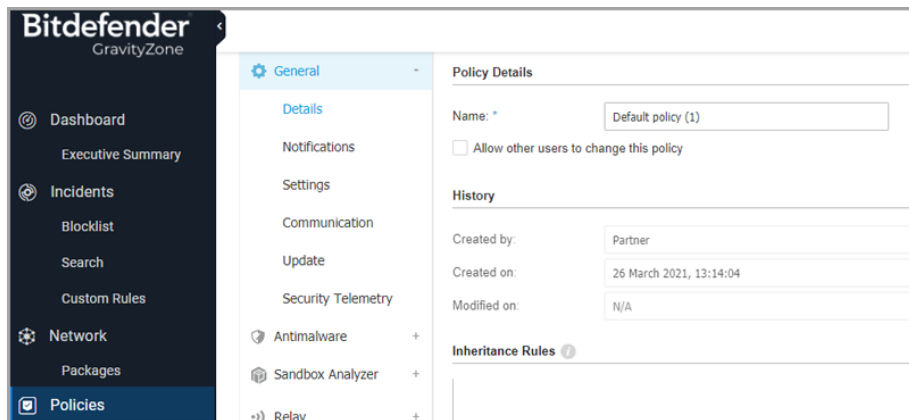 Bitdefender
GravityZone
Dashboard
Executive Summary
Incidents
Blocklist
Search
Custom Rules
Network
Packages
Policies
General
Details
Notifications
Settings
Communication
Update
Security Telemetry
Antimalware
Sandbox Analyzer
Relay
Policy Details
Name: * Default policy (1)
Allow other users to change this policy
History
Created by: Partner
Created on: 26 March 2021, 13:14:04
Modified on: N/A
Inheritance Rules